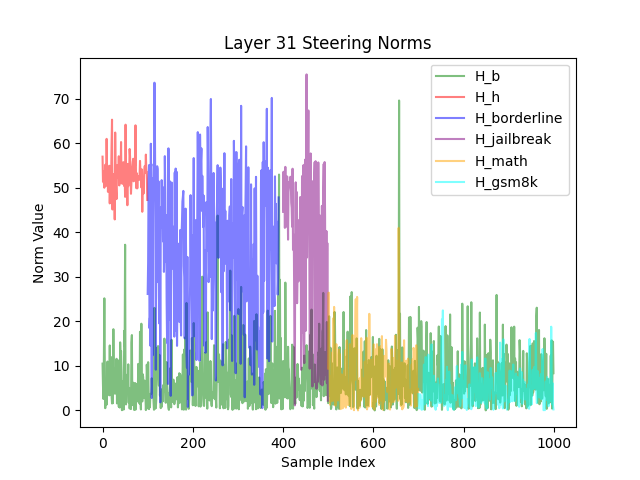 Layer 31 Steering Norms
Norm Value
70
60
50
40
30
20
10
0
H_b
H_h
H_borderline
H_jailbreak
H_math
H_gsm8k
0 200 400 600 800 1000
Sample Index